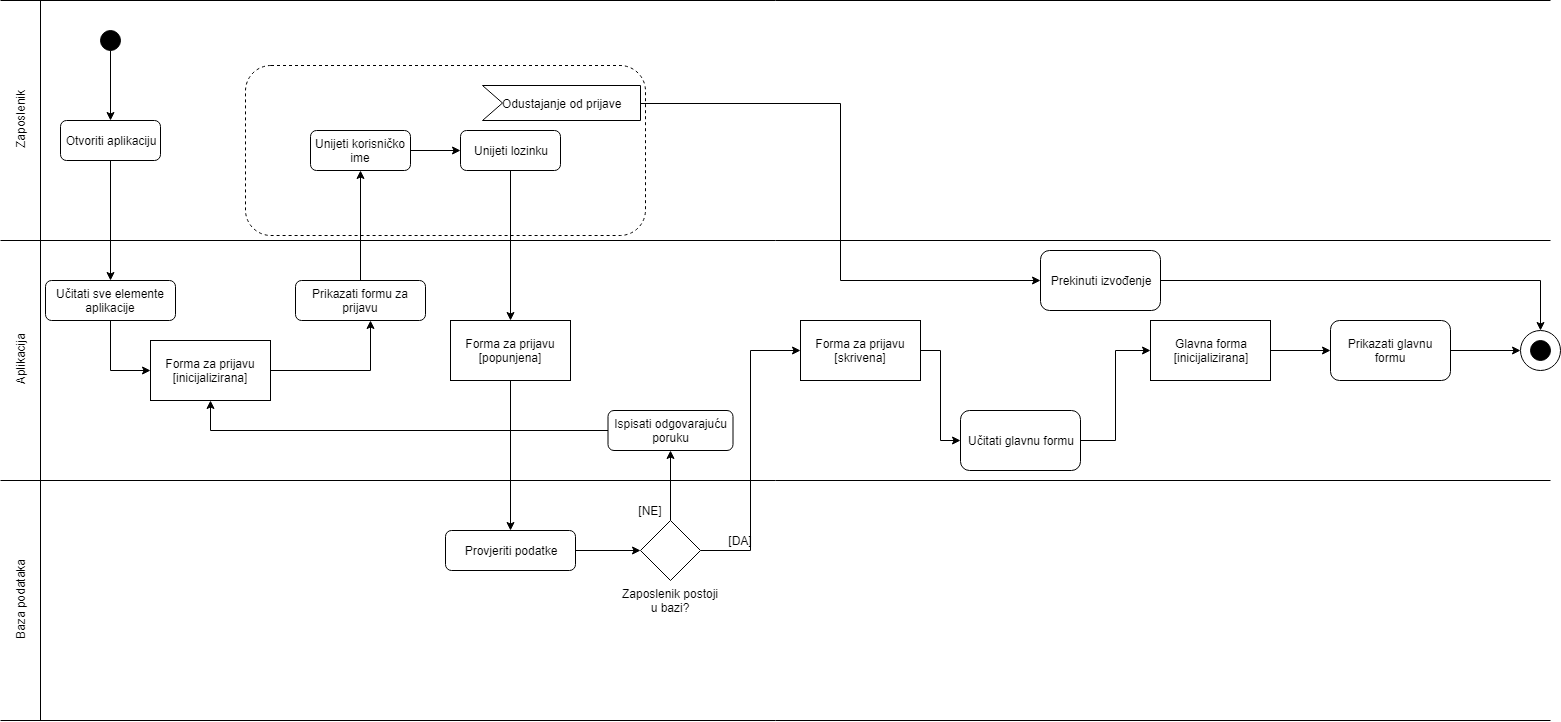 Zaposlenik
Otvoriti aplikaciju
Odustajanje od prijave
Unijeti korisničko
ime
Unijeti lozinku
Aplikacija
Učitati sve elemente
aplikacije
Forma za prijavu
[inicijalizirana]
Prikazati formu za
prijavu
Forma za prijavu
[popunjena]
Ispisati odgovarajuću
poruku
Forma za prijavu
[skrivena]
Učitati glavnu formu
Prekinuti izvođenje
Glavna forma
[inicijalizirana]
Prikazati glavnu
formu
Baza podataka
Provjeriti podatke
[NE]
[DA]
Zaposlenik postoji
u bazi?